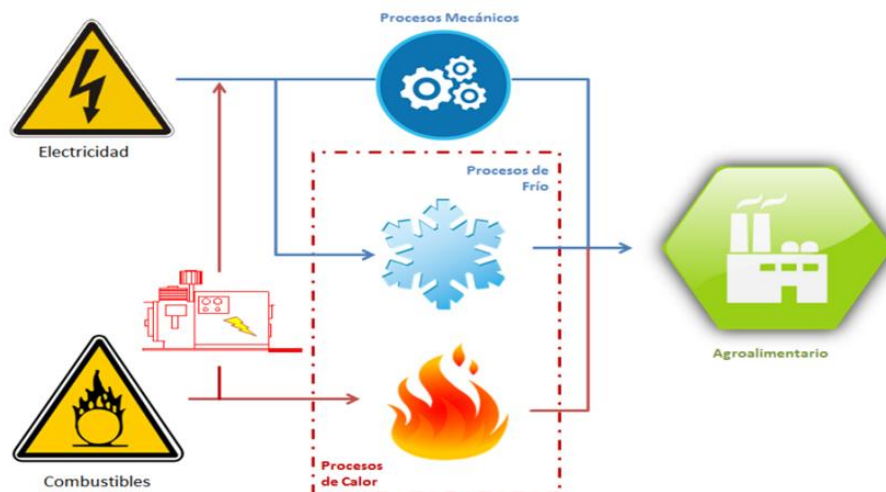 Procesos Mecánicos
Electricidad
Procesos de
Frío
Agroalimentario
Combustibles
Procesos
de Calor